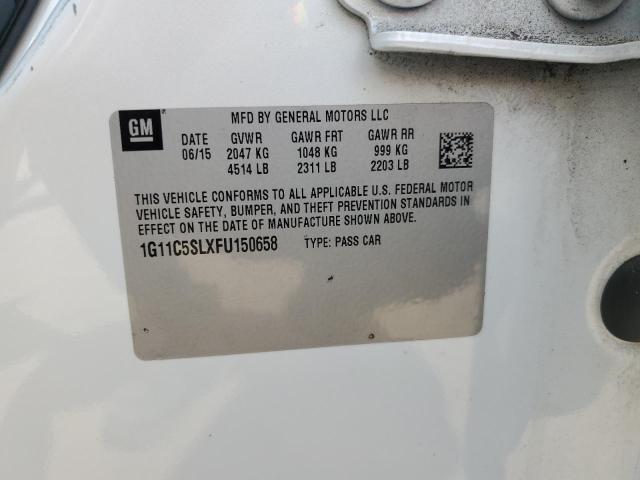 GM
MFD BY GENERAL MOTORS LLC
DATE GVWR GAWR FRT GAWR RR
06/15 2047 KG 1048 KG 999 KG
4514 LB 2311 LB 2203 LB
THIS VEHICLE CONFORMS TO ALL APPLICABLE U.S. FEDERAL MOTOR
VEHICLE SAFETY, BUMPER, AND THEFT PREVENTION STANDARDS IN
EFFECT ON THE DATE OF MANUFACTURE SHOWN ABOVE.
1G11C5SLXFU150658 TYPE: PASS CAR